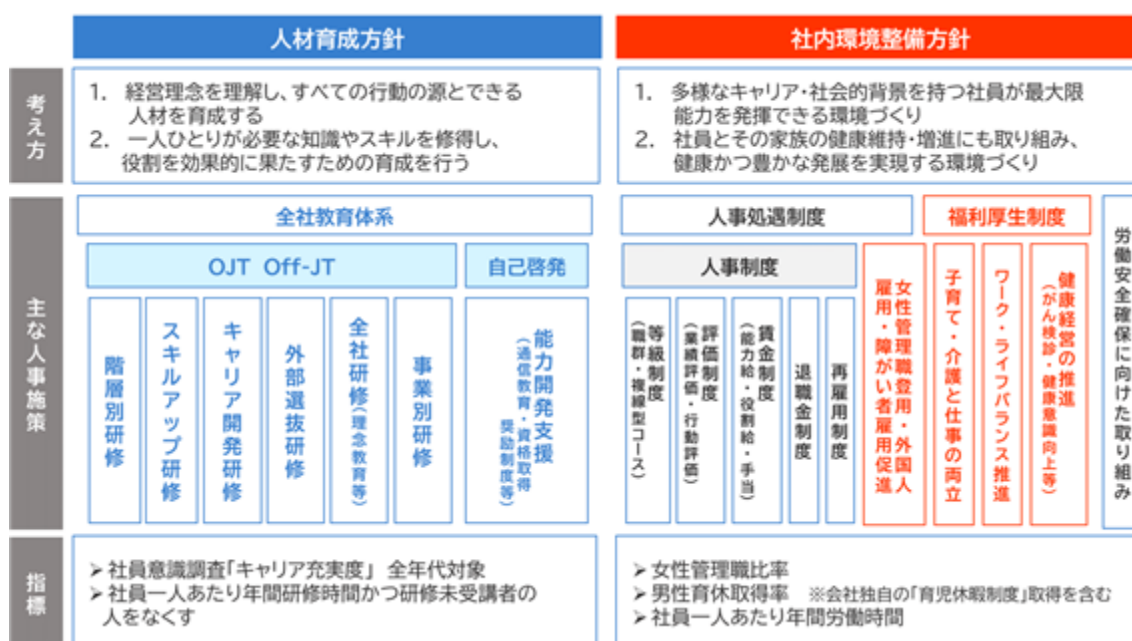 人材育成方針
社内環境整備方針
考え方
1. 経営理念を理解し、すべての行動の源とできる
人材を育成する
2. 一人ひとりが必要な知識やスキルを修得し、
役割を効果的に果たすための育成を行う
1. 多様なキャリア・社会的背景を持つ社員が最大限
能力を発揮できる環境づくり
2. 社員とその家族の健康維持・増進にも取り組み、
健康かつ豊かな発展を実現する環境づくり
主な人事施策
全社教育体系
OJT Off-JT
自己啓発
階層別研修
スキルアップ研修
キャリア開発研修
外部選抜研修
全社研修(理念教育等)
事業別研修
能力開発支援
(通信教育・資格取得
奨励制度等)
人事処遇制度
人事制度
等級制度
(職群・複線型コース)
評価制度
(業績評価・行動評価)
賃金制度
(能力給・役割給・手当)
退職金制度
再雇用制度
女性管理職登用・外国人
雇用・障がい者雇用促進
福利厚生制度
子育て・介護と仕事の両立
ワーク・ライフバランス推進
健康経営の推進
(がん検診・健康意識向上等)
労働安全確保に向けた取り組み
指標
➢社員意識調査「キャリア充実度」 全年代対象
➢社員一人あたり年間研修時間かつ研修未受講者の
人をなくす
➢女性管理職比率
➢男性育休取得率 ※会社独自の「育児休暇制度」取得を含む
➢社員一人あたり年間労働時間